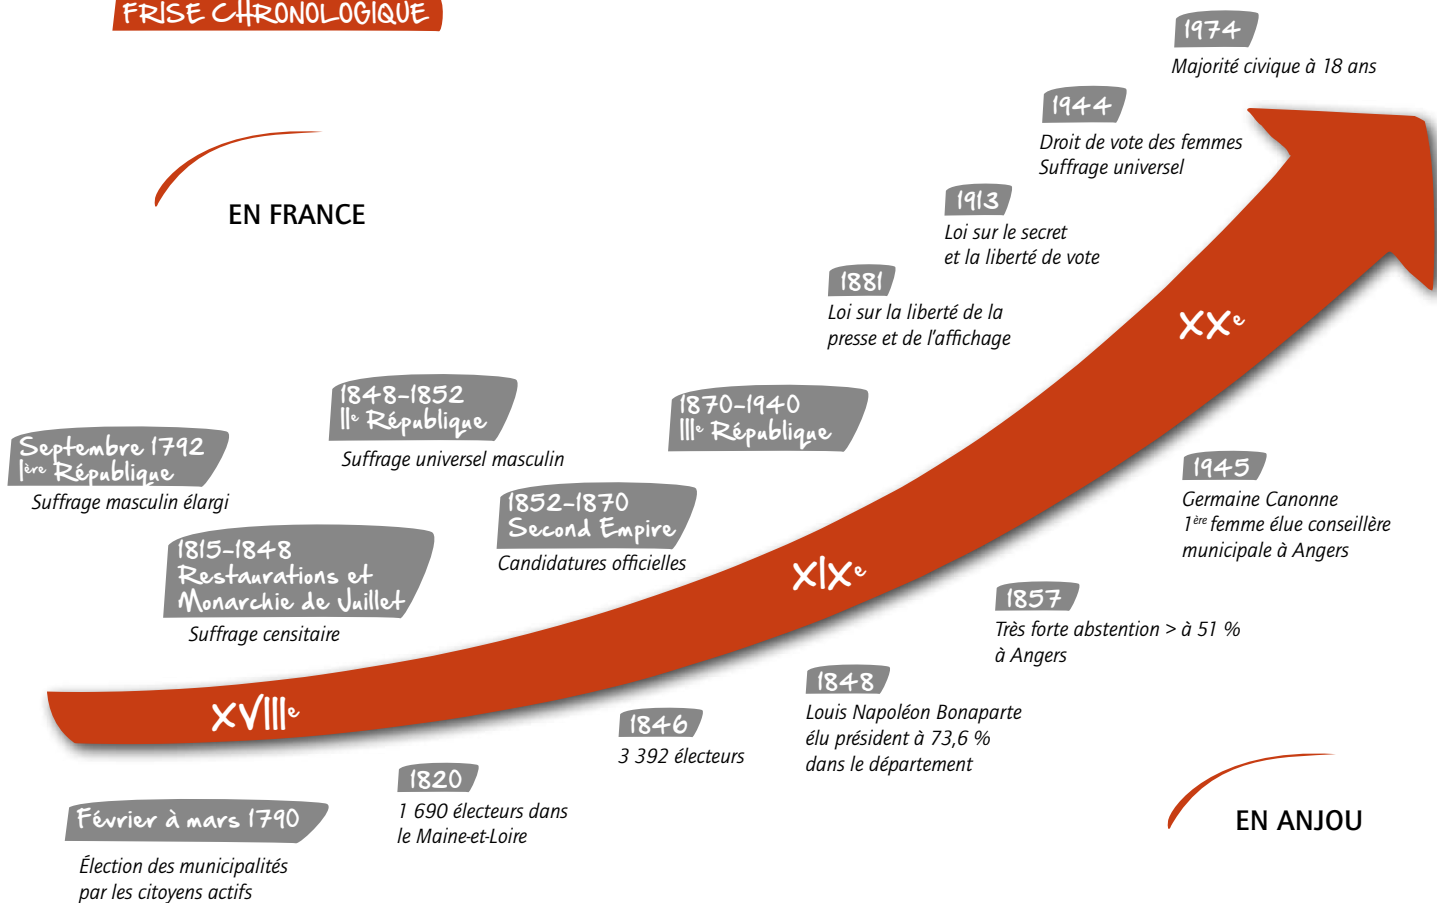 FRISE CHRONOLOGIQUE
EN FRANCE
Septembre 1792
Ière République
Suffrage masculin élargi
1815-1848
Restaurations et
Monarchie de Juillet
Suffrage censitaire
1848-1852
IIe République
Suffrage universel masculin
1852-1870
Second Empire
Candidatures officielles
1870-1940
IIIe République
1881
Loi sur la liberté de la
presse et de l'affichage
1913
Loi sur le secret
et la liberté de vote
1944
Droit de vote des femmes
Suffrage universel
1974
Majorité civique à 18 ans
XVIIIe
XIXe
XXe
Février à mars 1790
Élection des municipalités
par les citoyens actifs
1820
1 690 électeurs dans
le Maine-et-Loire
1846
3 392 électeurs
1848
Louis Napoléon Bonaparte
élu président à 73,6 %
dans le département
1857
Très forte abstention > à 51 %
à Angers
1945
Germaine Canonne
1ère femme élue conseillère
municipale à Angers
EN ANJOU